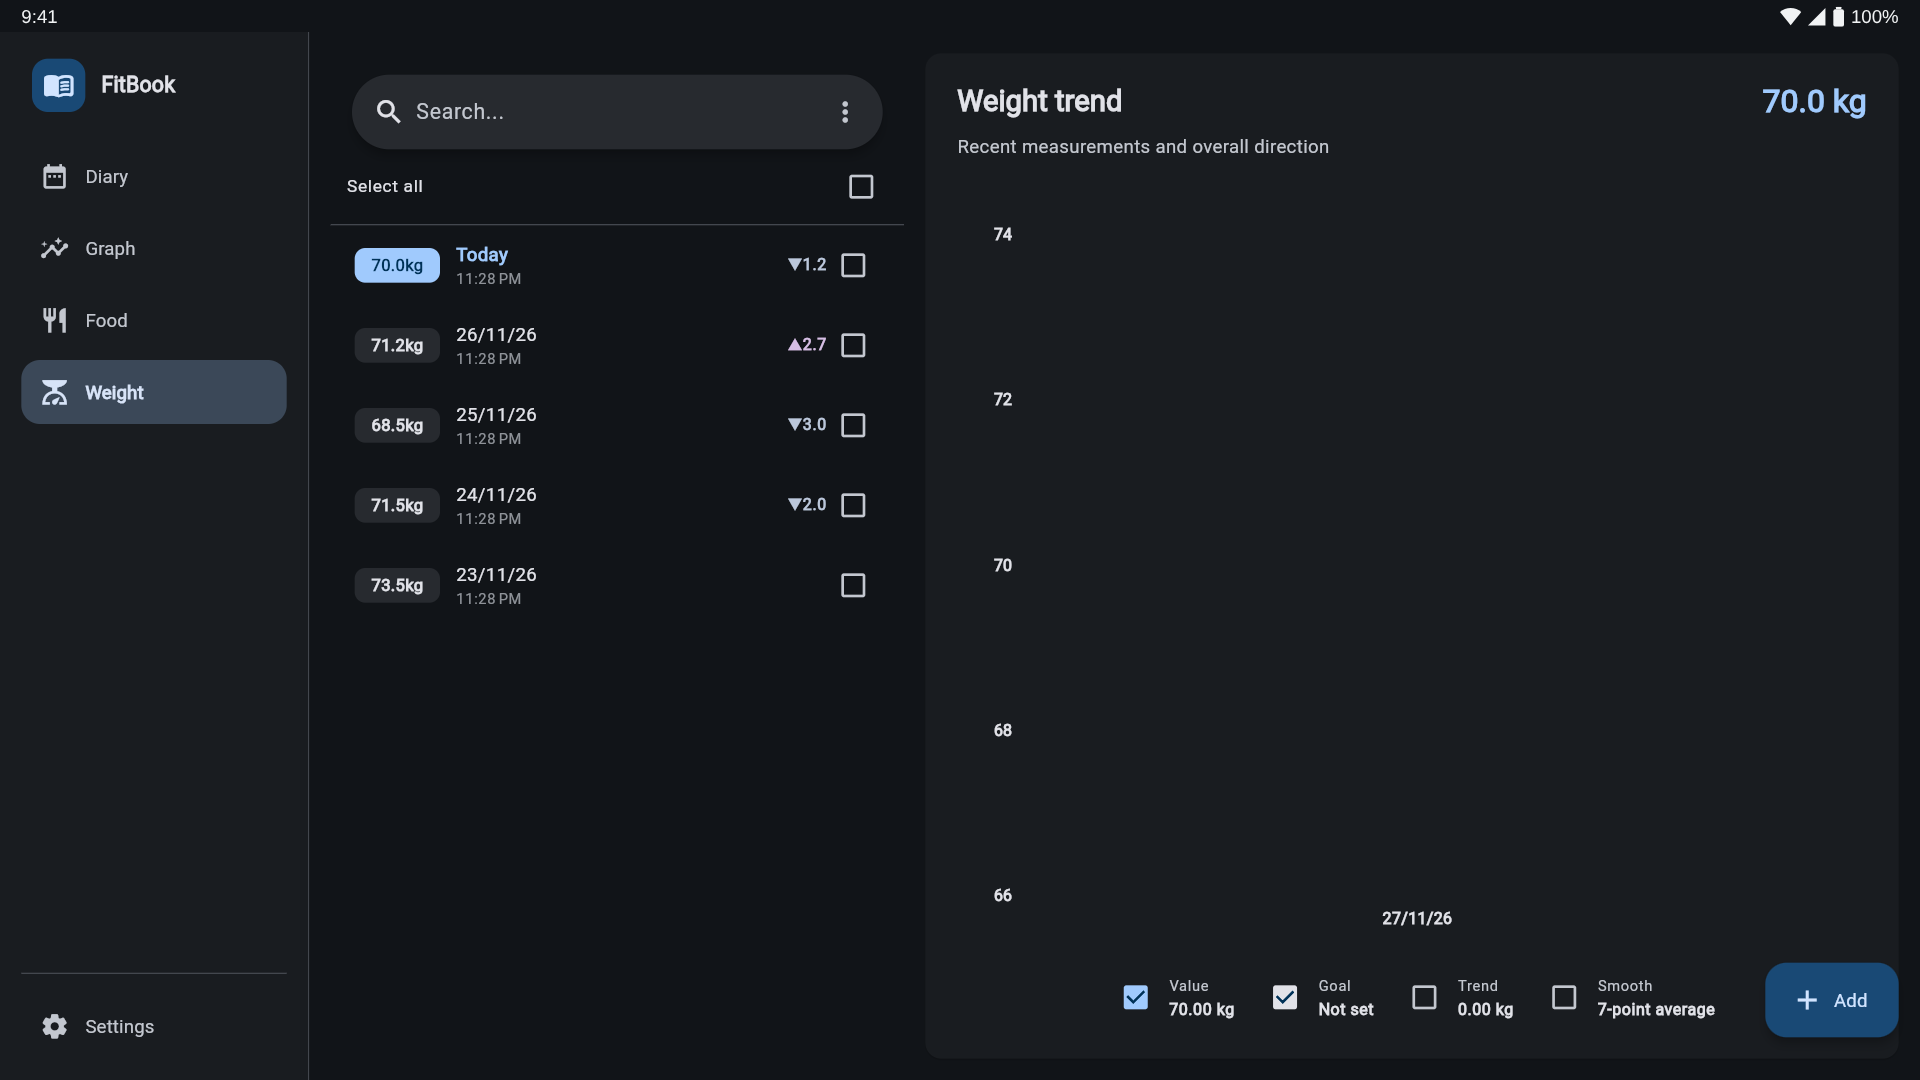 9:41
100%
FitBook
Diary
Graph
Food
Weight
Settings
Search...
Select all
70.0kg
Today
11:28 PM
▼1.2
71.2kg
26/11/26
11:28 PM
▲2.7
68.5kg
25/11/26
11:28 PM
▼3.0
71.5kg
24/11/26
11:28 PM
▼2.0
73.5kg
23/11/26
11:28 PM
Weight trend
70.0 kg
Recent measurements and overall direction
74
72
70
68
66
27/11/26
Value
70.00 kg
Goal
Not set
Trend
0.00 kg
Smooth
7-point average
Add